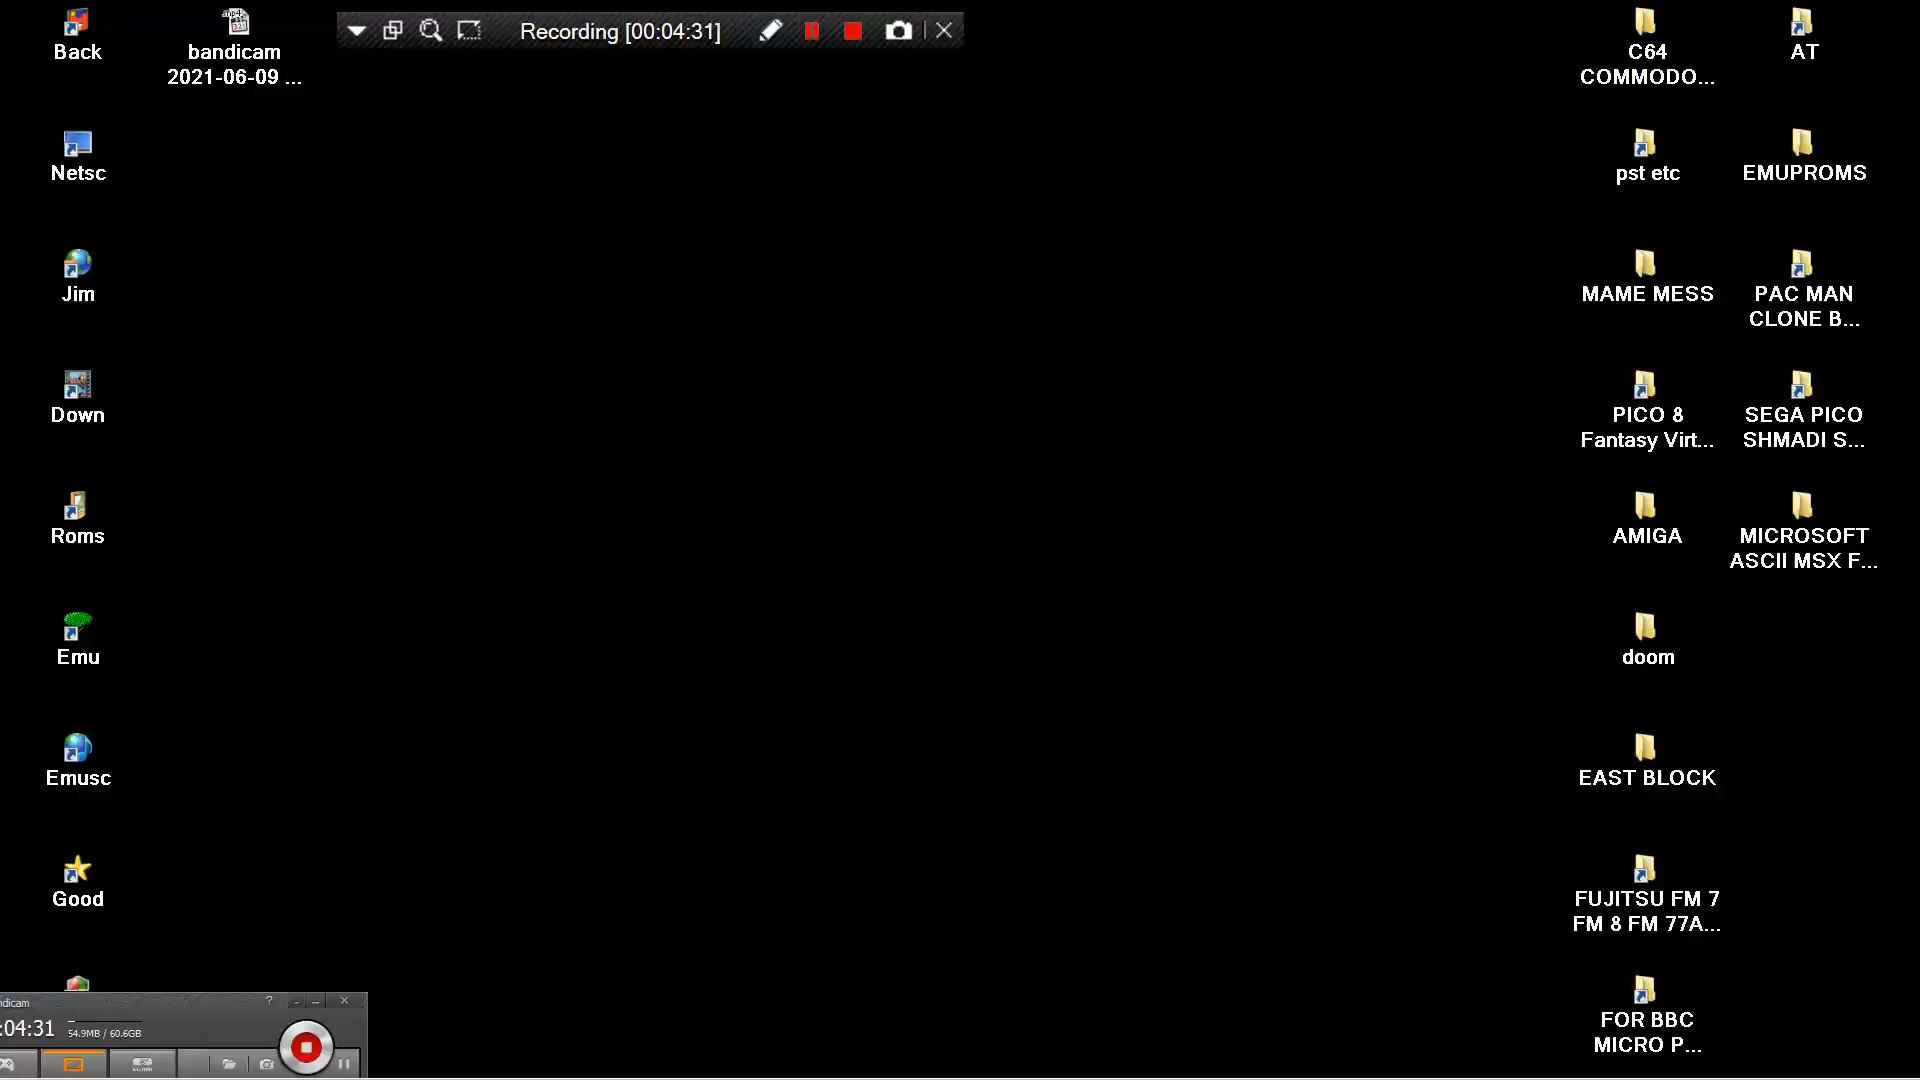 Recording [00:04:31]
Back
bandicam
2021-06-09 ...
Netsc
Jim
Down
Roms
Emu
Emusc
Good
C64
COMMODO...
AT
pst etc
EMUPROMS
MAME MESS
PAC MAN
CLONE B...
PICO 8
Fantasy Virt...
SEGA PICO
SHMADI S...
AMIGA
MICROSOFT
ASCII MSX F...
doom
EAST BLOCK
FUJITSU FM 7
FM 8 FM 77A...
FOR BBC
MICRO P...
ndicam
:04:31
54.9MB / 60.6GB